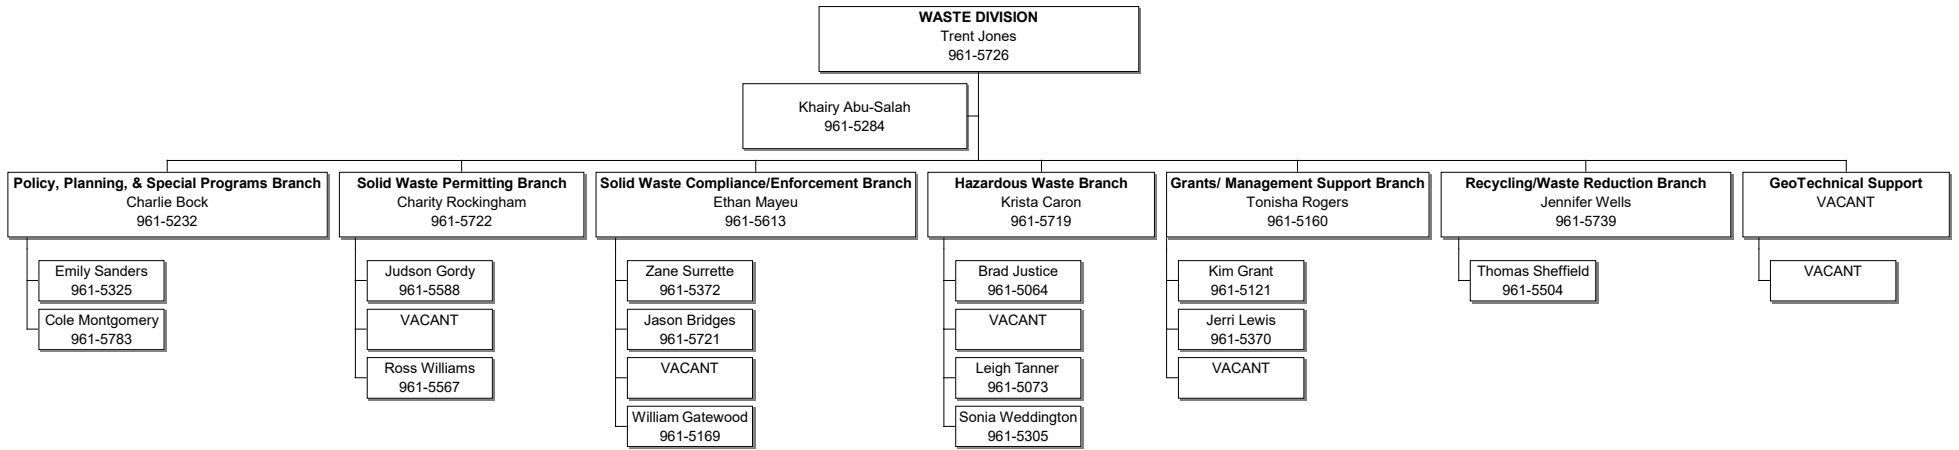 WASTE DIVISION
Trent Jones
961-5726
Khairy Abu-Salah
961-5284
Policy, Planning, & Special Programs Branch
Charlie Bock
961-5232
Emily Sanders
961-5325
Cole Montgomery
961-5783
Solid Waste Permitting Branch
Charity Rockingham
961-5722
Judson Gordy
961-5588
VACANT
Ross Williams
961-5567
Solid Waste Compliance/Enforcement Branch
Ethan Mayeu
961-5613
Zane Surrette
961-5372
Jason Bridges
961-5721
VACANT
William Gatewood
961-5169
Hazardous Waste Branch
Krista Caron
961-5719
Brad Justice
961-5064
VACANT
Leigh Tanner
961-5073
Sonia Weddington
961-5305
Grants/ Management Support Branch
Tonisha Rogers
961-5160
Kim Grant
961-5121
Jerri Lewis
961-5370
VACANT
Recycling/Waste Reduction Branch
Jennifer Wells
961-5739
Thomas Sheffield
961-5504
GeoTechnical Support
VACANT
VACANT